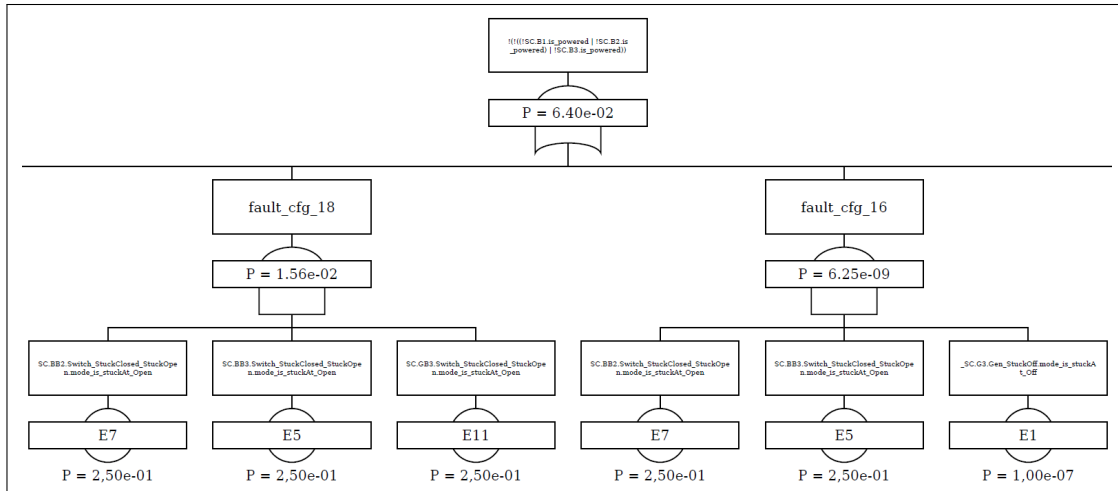 !(!((!SC.B1.is_powered | !SC.B2.is
_powered) | !SC.B3.is_powered))
P = 6.40e-02
fault_cfg_18
fault_cfg_16
P = 1.56e-02
P = 6.25e-09
SC.BB2.Switch_StuckClosed_StuckOpe
n.mode_is_stuckAt_Open
SC.BB3.Switch_StuckClosed_StuckOpe
n.mode_is_stuckAt_Open
SC.GB3.Switch_StuckClosed_StuckOpe
n.mode_is_stuckAt_Open
SC.BB2.Switch_StuckClosed_StuckOpe
n.mode_is_stuckAt_Open
SC.BB3.Switch_StuckClosed_StuckOpe
n.mode_is_stuckAt_Open
_SC.G3.Gen_StuckOff.mode_is_stuckA
t_Off
E7
E5
E11
E7
E5
E1
P = 2,50e-01
P = 2,50e-01
P = 2,50e-01
P = 2,50e-01
P = 2,50e-01
P = 1,00e-07